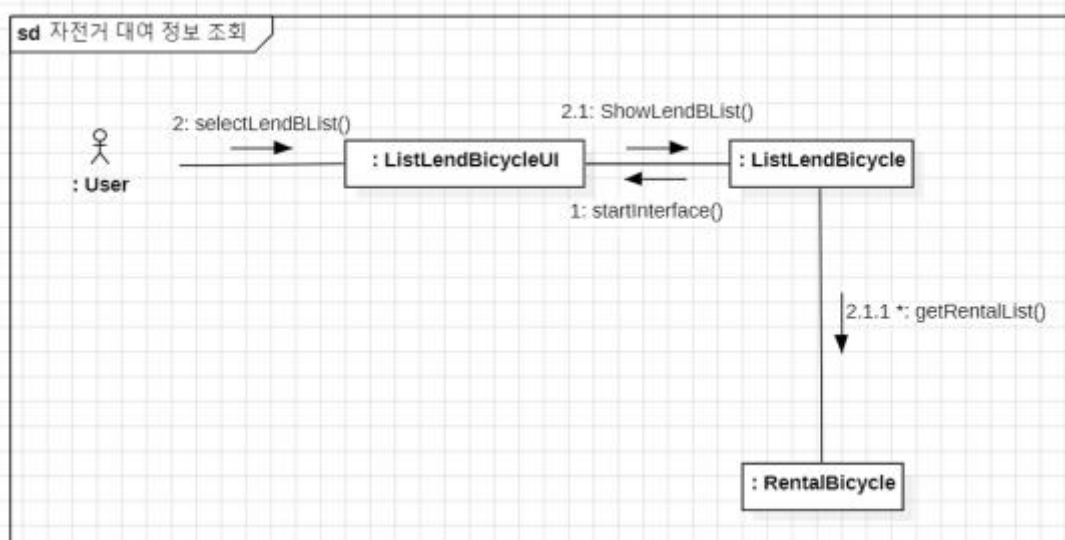 sd 자전거 대여 정보 조회
2: selectLendBList()
2.1: ShowLendBList()
: User
: ListLendBicycleUI
: ListLendBicycle
1: startInterface()
2.1.1 *: getRentalList()
: RentalBicycle